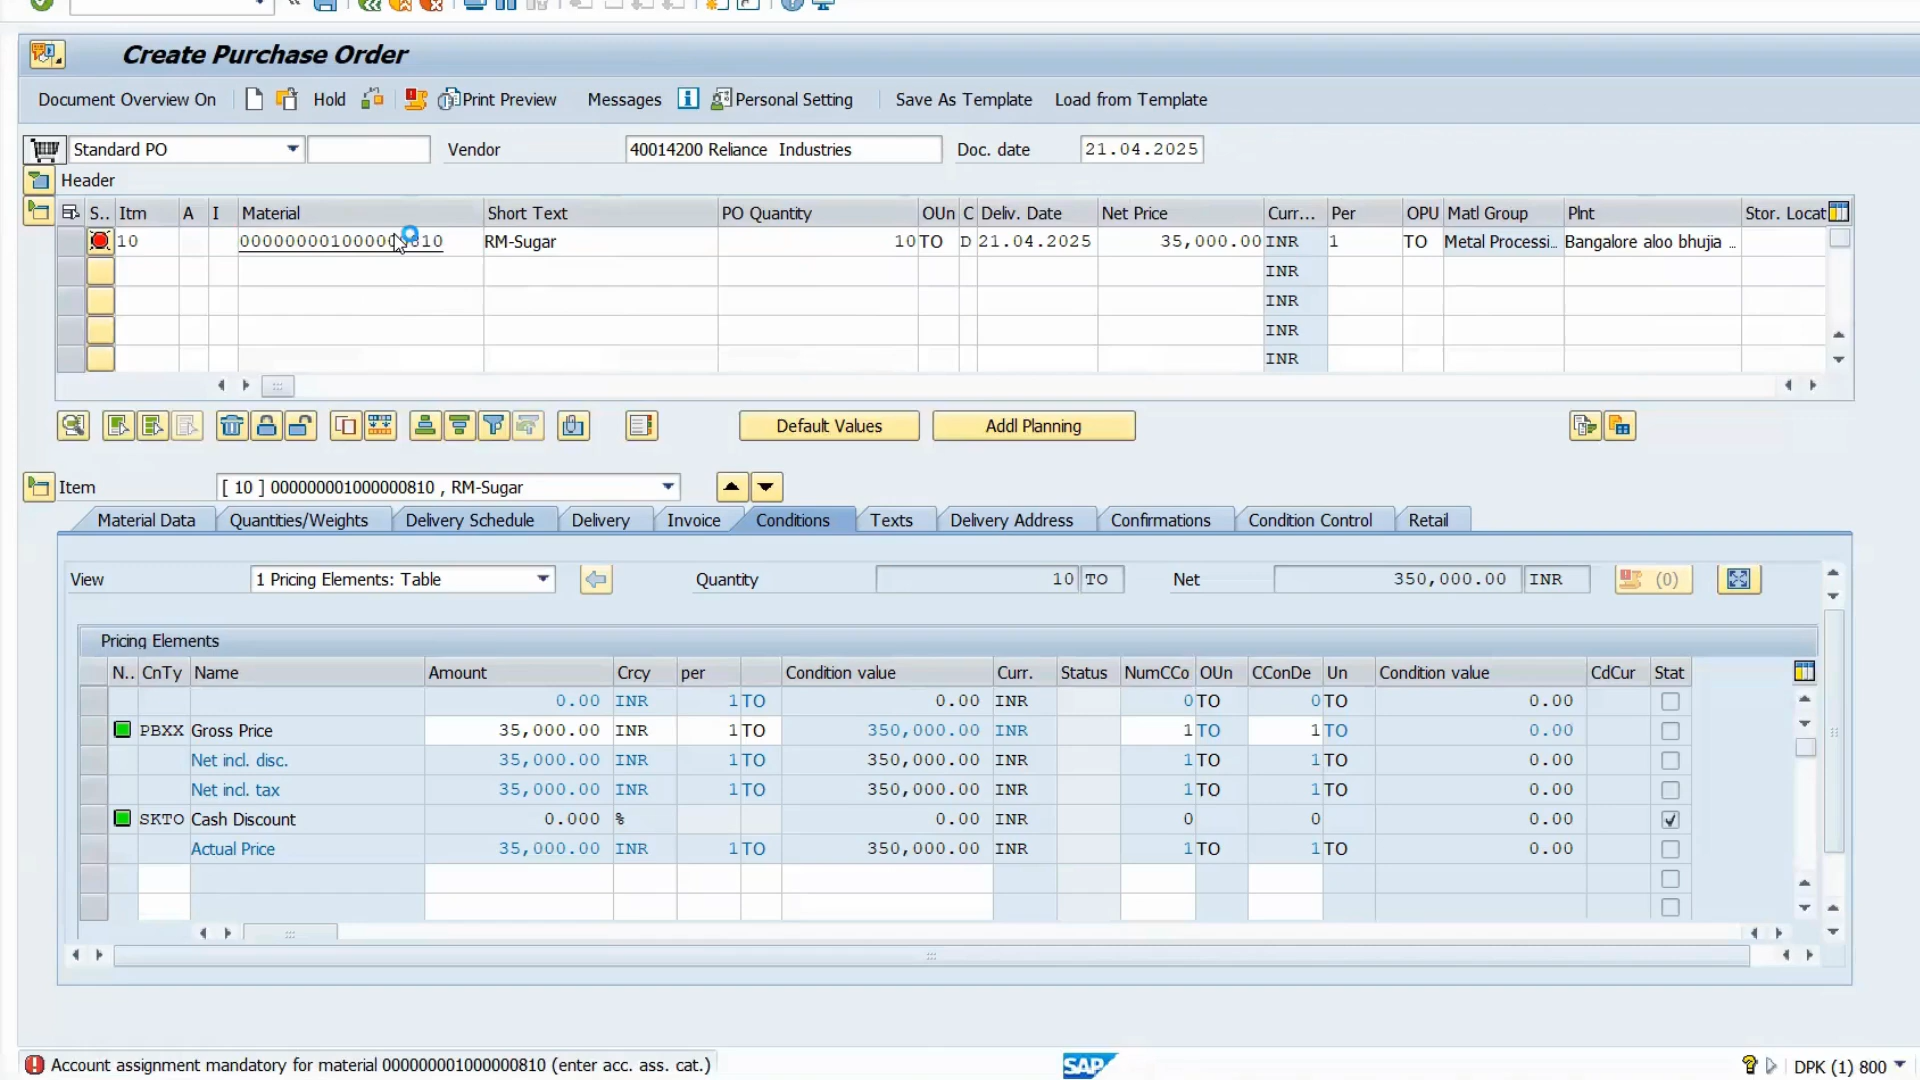 Create Purchase Order
Document Overview On Hold Print Preview Messages Personal Setting Save As Template Load from Template
Standard PO Vendor 40014200 Reliance Industries Doc. date 21.04.2025
Header
S.. Itm A I Material Short Text PO Quantity OUn C Deliv. Date Net Price Curr... Per OPU Matl Group Plnt Stor. Locat
10 000000001000000810 RM-Sugar 10 TO D 21.04.2025 35,000.00 INR 1 TO Metal Processi.. Bangalore aloo bhujia ..
INR
INR
INR
INR
Default Values Addl Planning
Item [ 10 ] 000000001000000810 , RM-Sugar
Material Data Quantities/Weights Delivery Schedule Delivery Invoice Conditions Texts Delivery Address Confirmations Condition Control Retail
View 1 Pricing Elements: Table Quantity 10 TO Net 350,000.00 INR (0)
Pricing Elements
N.. CnTy Name Amount Crcy per Condition value Curr. Status NumCCo OUn CConDe Un Condition value CdCur Stat
0.00 INR 1 TO 0.00 INR 0 TO 0 TO 0.00
PBXX Gross Price 35,000.00 INR 1 TO 350,000.00 INR 1 TO 1 TO 0.00
Net incl. disc. 35,000.00 INR 1 TO 350,000.00 INR 1 TO 1 TO 0.00
Net incl. tax 35,000.00 INR 1 TO 350,000.00 INR 1 TO 1 TO 0.00
SKTO Cash Discount 0.000 % 0.00 INR 0 0 0.00
Actual Price 35,000.00 INR 1 TO 350,000.00 INR 1 TO 1 TO 0.00
Account assignment mandatory for material 000000001000000810 (enter acc. ass. cat.) SAP DPK (1) 800